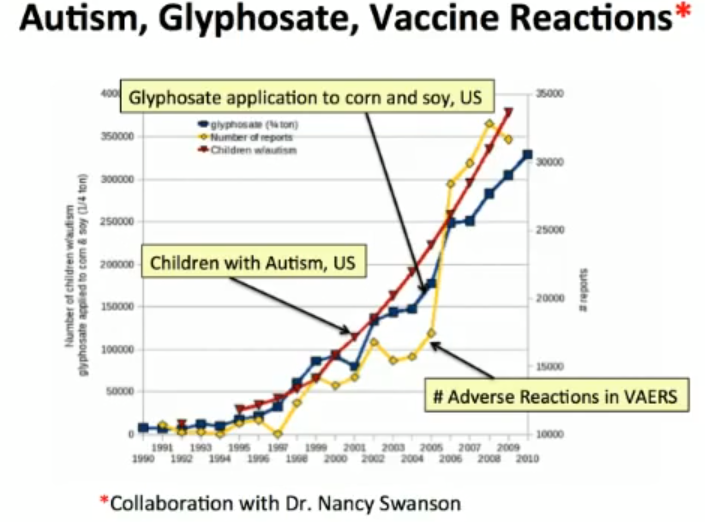 Autism, Glyphosate, Vaccine Reactions*
Glyphosate application to corn and soy, US
glyphosate (¼ ton)
Number of reports
Children w/autism
Children with Autism, US
# Adverse Reactions in VAERS
Number of children w/autism
glyphosate applied to corn & soy (1/4 ton)
350000
300000
250000
200000
150000
100000
50000
0
35000
30000
25000
20000
15000
10000
# reports
1991 1993 1995 1997 1999 2001 2003 2005 2007 2009
1990 1992 1994 1996 1998 2000 2002 2004 2006 2008 2010
*Collaboration with Dr. Nancy Swanson